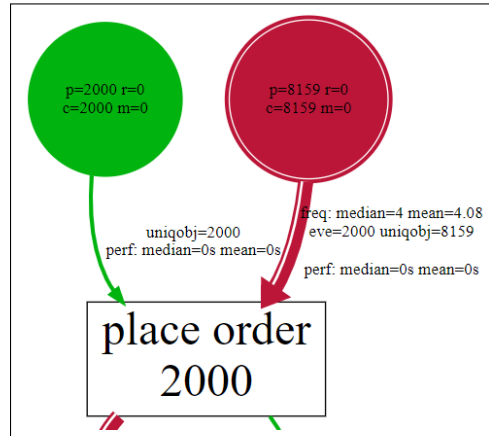 p=2000 r=0
c=2000 m=0
p=8159 r=0
c=8159 m=0
uniqobj=2000
perf: median=0s mean=0s
freq: median=4 mean=4.08
eve=2000 uniqobj=8159
perf: median=0s mean=0s
place order
2000